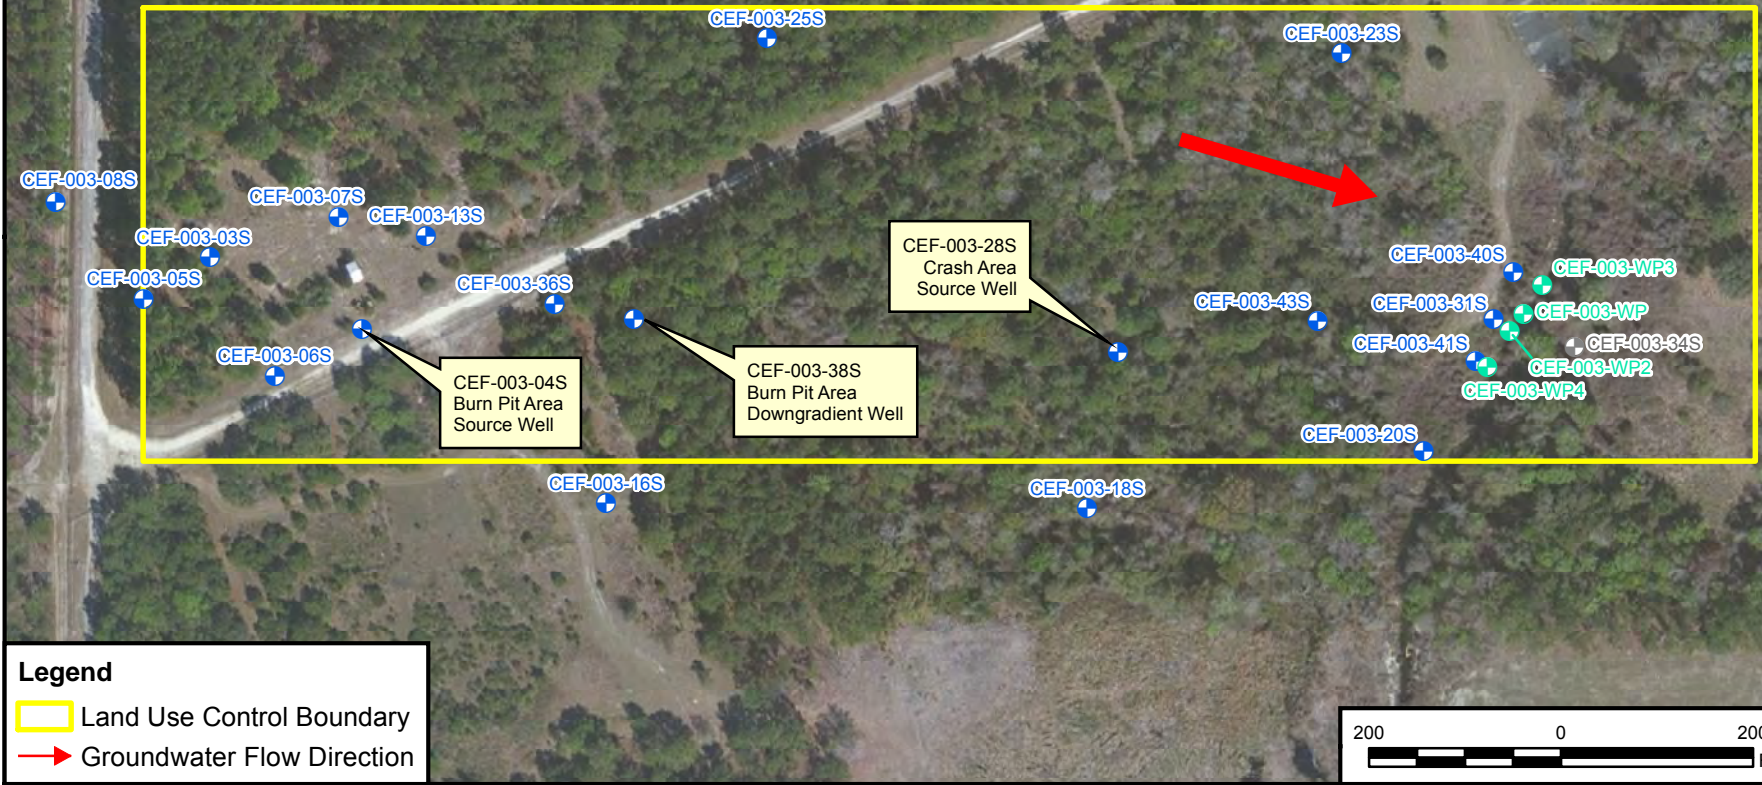 CEF-003-25S
CEF-003-23S
CEF-003-08S
CEF-003-07S
CEF-003-13S
CEF-003-03S
CEF-003-05S
CEF-003-36S
CEF-003-06S
CEF-003-04S
Burn Pit Area
Source Well
CEF-003-38S
Burn Pit Area
Downgradient Well
CEF-003-28S
Crash Area
Source Well
CEF-003-40S
CEF-003-WP3
CEF-003-43S
CEF-003-31S
CEF-003-WP
CEF-003-41S
CEF-003-34S
CEF-003-WP2
CEF-003-WP4
CEF-003-20S
CEF-003-16S
CEF-003-18S
Legend
Land Use Control Boundary
Groundwater Flow Direction
200 0 200